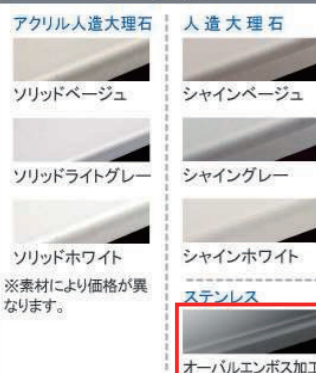 アクリル人造大理石
ソリッドベージュ
ソリッドライトグレー
ソリッドホワイト
※素材により価格が異
なります。
人造大理石
シャインベージュ
シャイングレー
シャインホワイト
ステンレス
オーバルエンボス加工